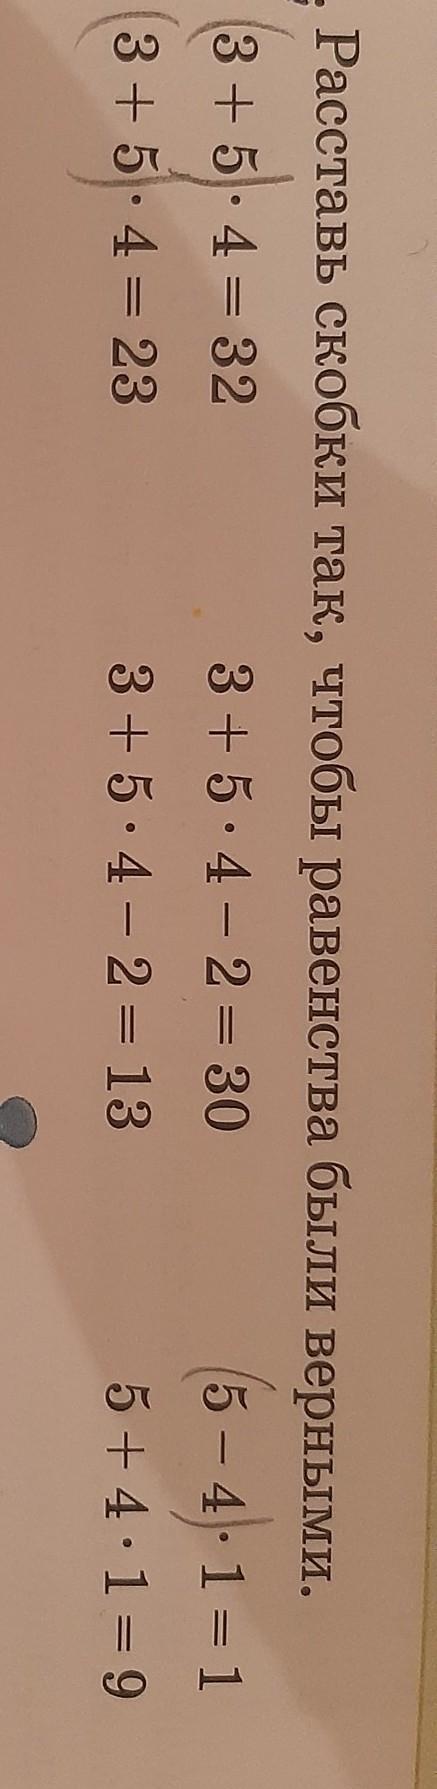 Расставь скобки так, чтобы равенства были верными.
(3 + 5) · 4 = 32 3 + 5 · 4 − 2 = 30 (5 − 4) · 1 = 1
(3 + 5) · 4 = 23 3 + 5 · 4 − 2 = 13 5 + 4 · 1 = 9